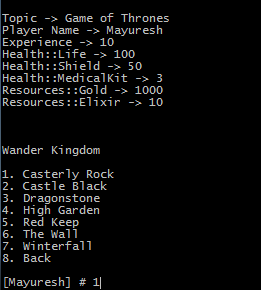 Topic -> Game of Thrones
Player Name -> Mayuresh
Experience -> 10
Health::Life -> 100
Health::Shield -> 50
Health::MedicalKit -> 3
Resources::Gold -> 1000
Resources::Elixir -> 10
Wander Kingdom
1. Casterly Rock
2. Castle Black
3. Dragonstone
4. High Garden
5. Red Keep
6. The Wall
7. Winterfall
8. Back
[Mayuresh] # 1